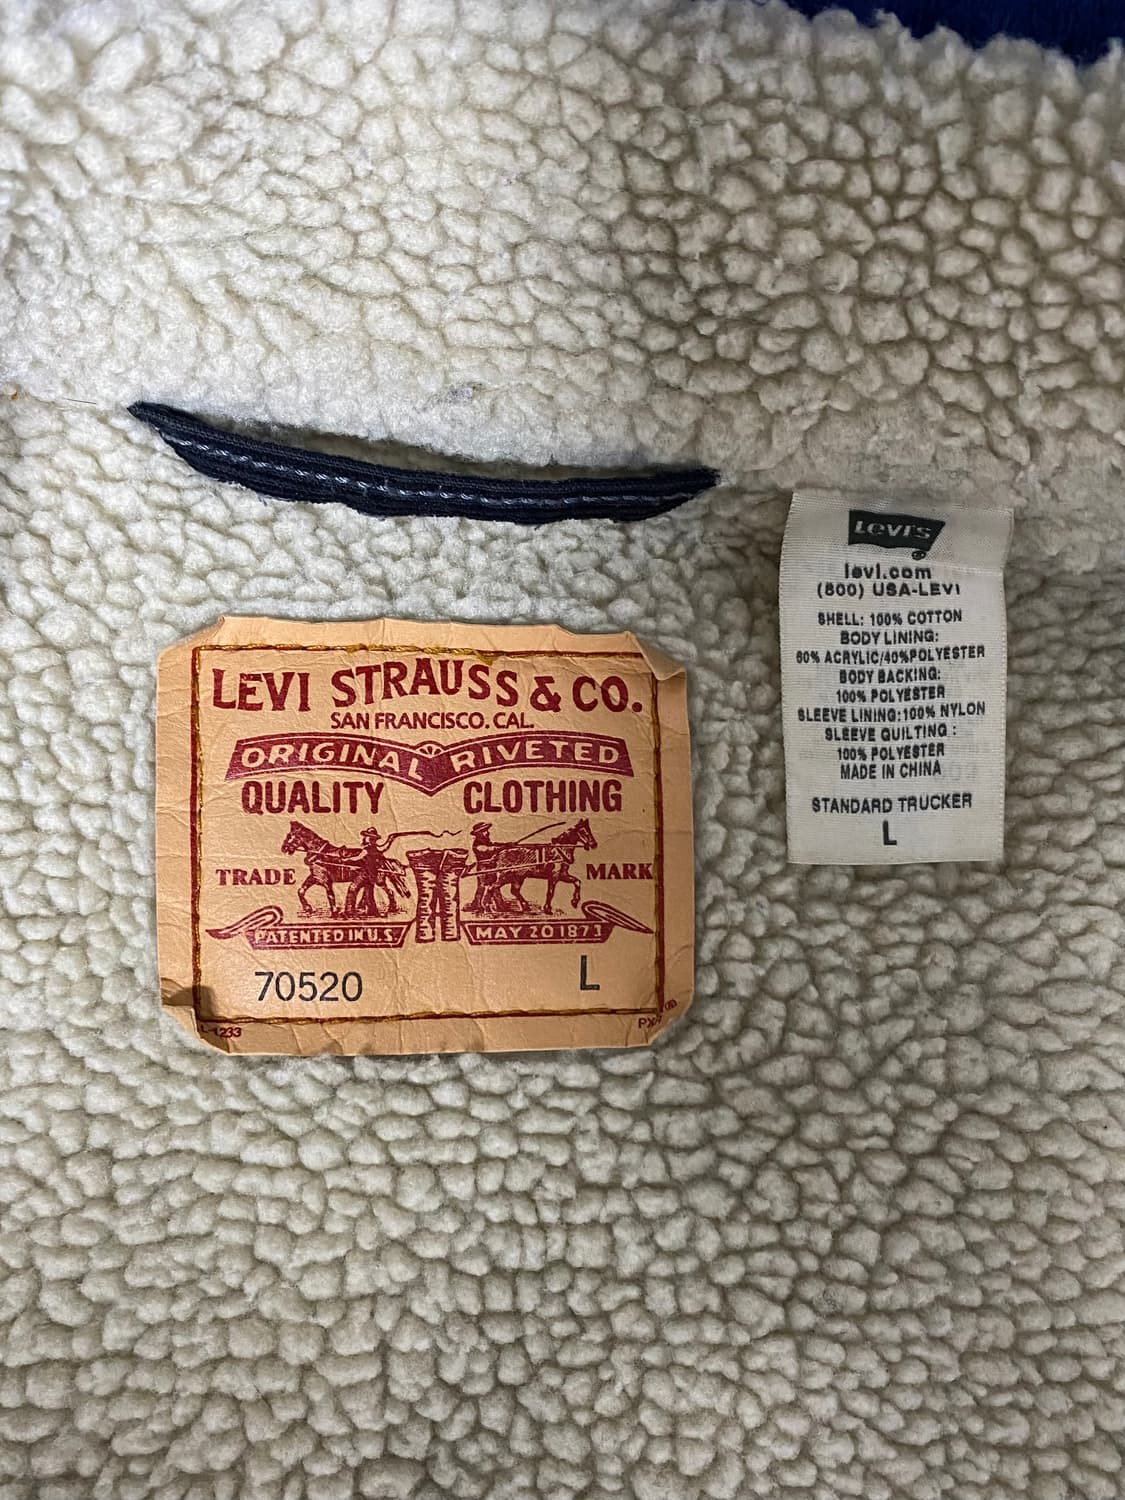 LEVI STRAUSS & CO.
SAN FRANCISCO. CAL.
ORIGINAL RIVETED
QUALITY CLOTHING
TRADE MARK
PATENTED IN U.S. MAY 20 1873
70520 L
233
Levi's
®
levi.com
(800) USA-LEVI
SHELL: 100% COTTON
BODY LINING:
60% ACRYLIC/40%POLYESTER
BODY BACKING:
100% POLYESTER
SLEEVE LINING:100% NYLON
SLEEVE QUILTING :
100% POLYESTER
MADE IN CHINA
STANDARD TRUCKER
L